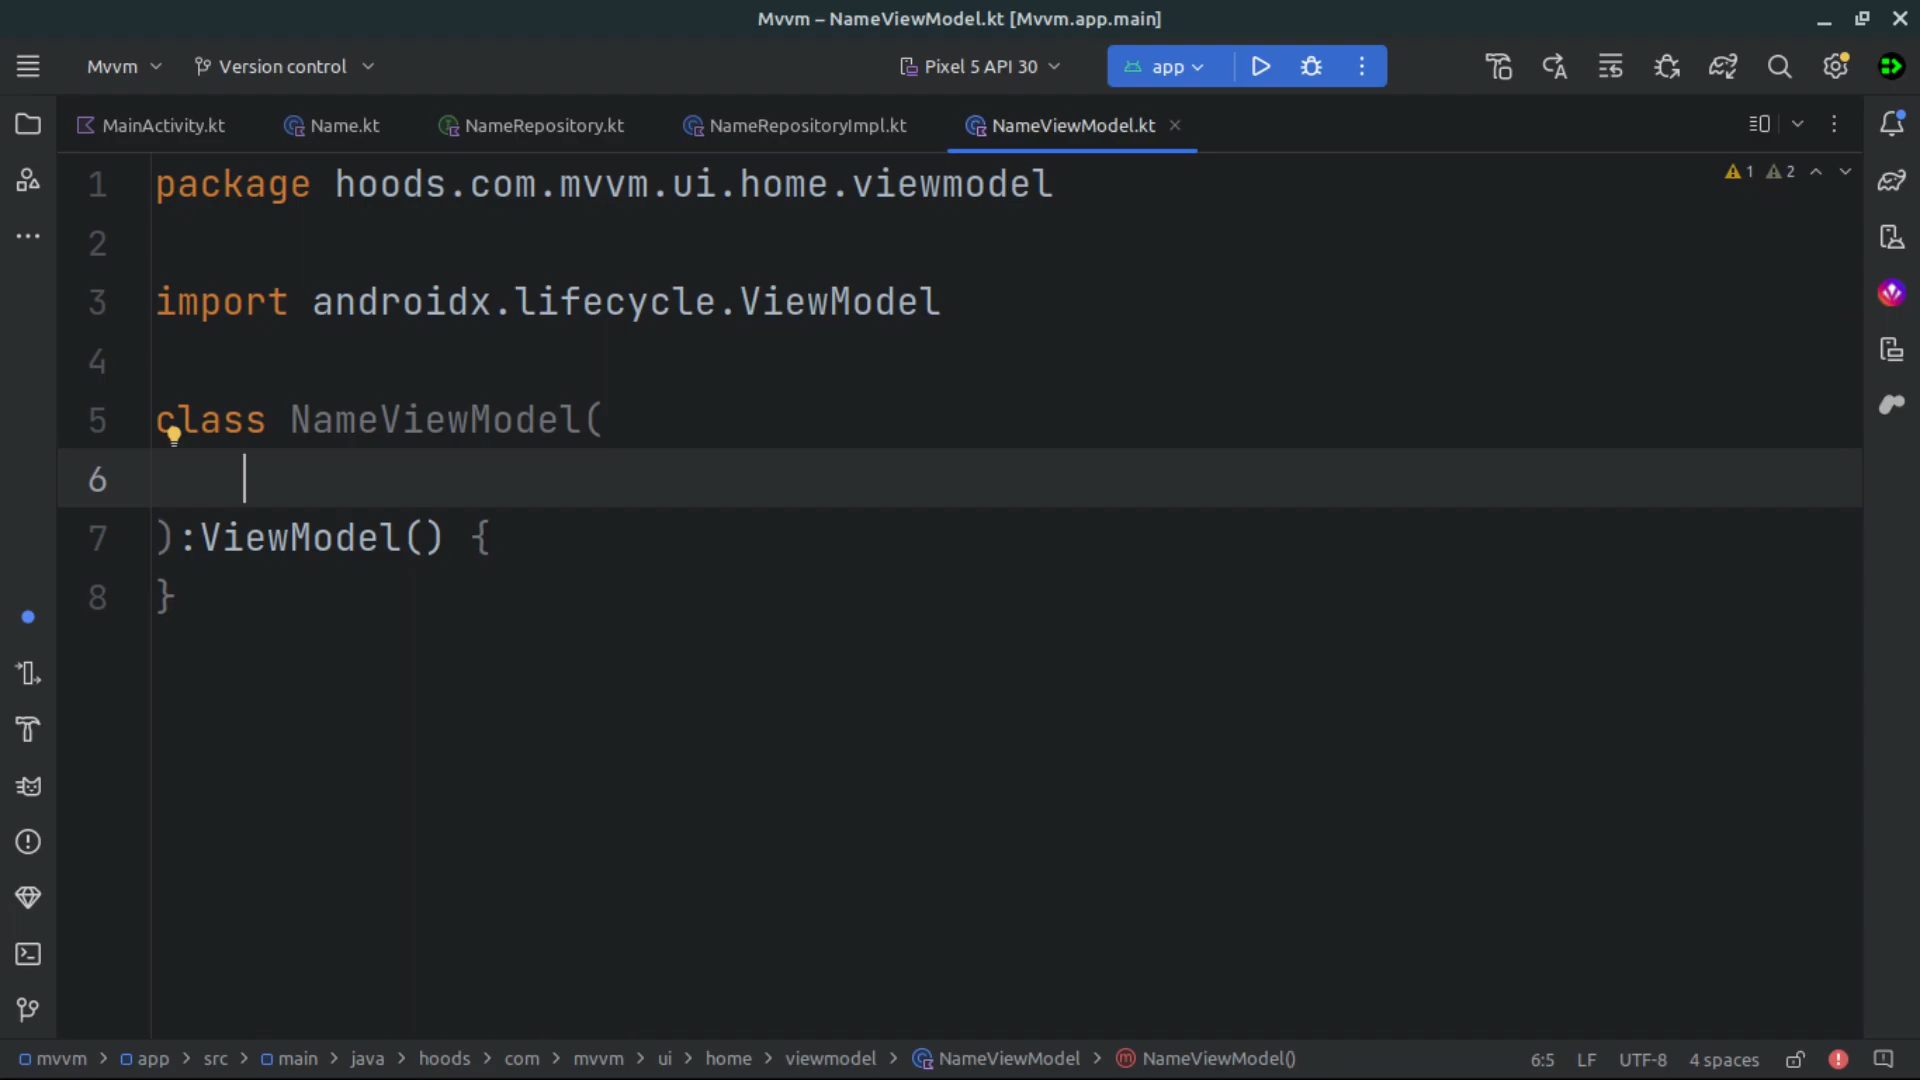 Mvvm – NameViewModel.kt [Mvvm.app.main]
Mvvm
Version control
Pixel 5 API 30
app
MainActivity.kt
Name.kt
NameRepository.kt
NameRepositoryImpl.kt
NameViewModel.kt
1 package hoods.com.mvvm.ui.home.viewmodel
1
2
2
3 import androidx.lifecycle.ViewModel
4
5 class NameViewModel(
6
7 ):ViewModel() {
8 }
mvvm > app > src > main > java > hoods > com > mvvm > ui > home > viewmodel > NameViewModel > NameViewModel()
6:5
LF
UTF-8
4 spaces